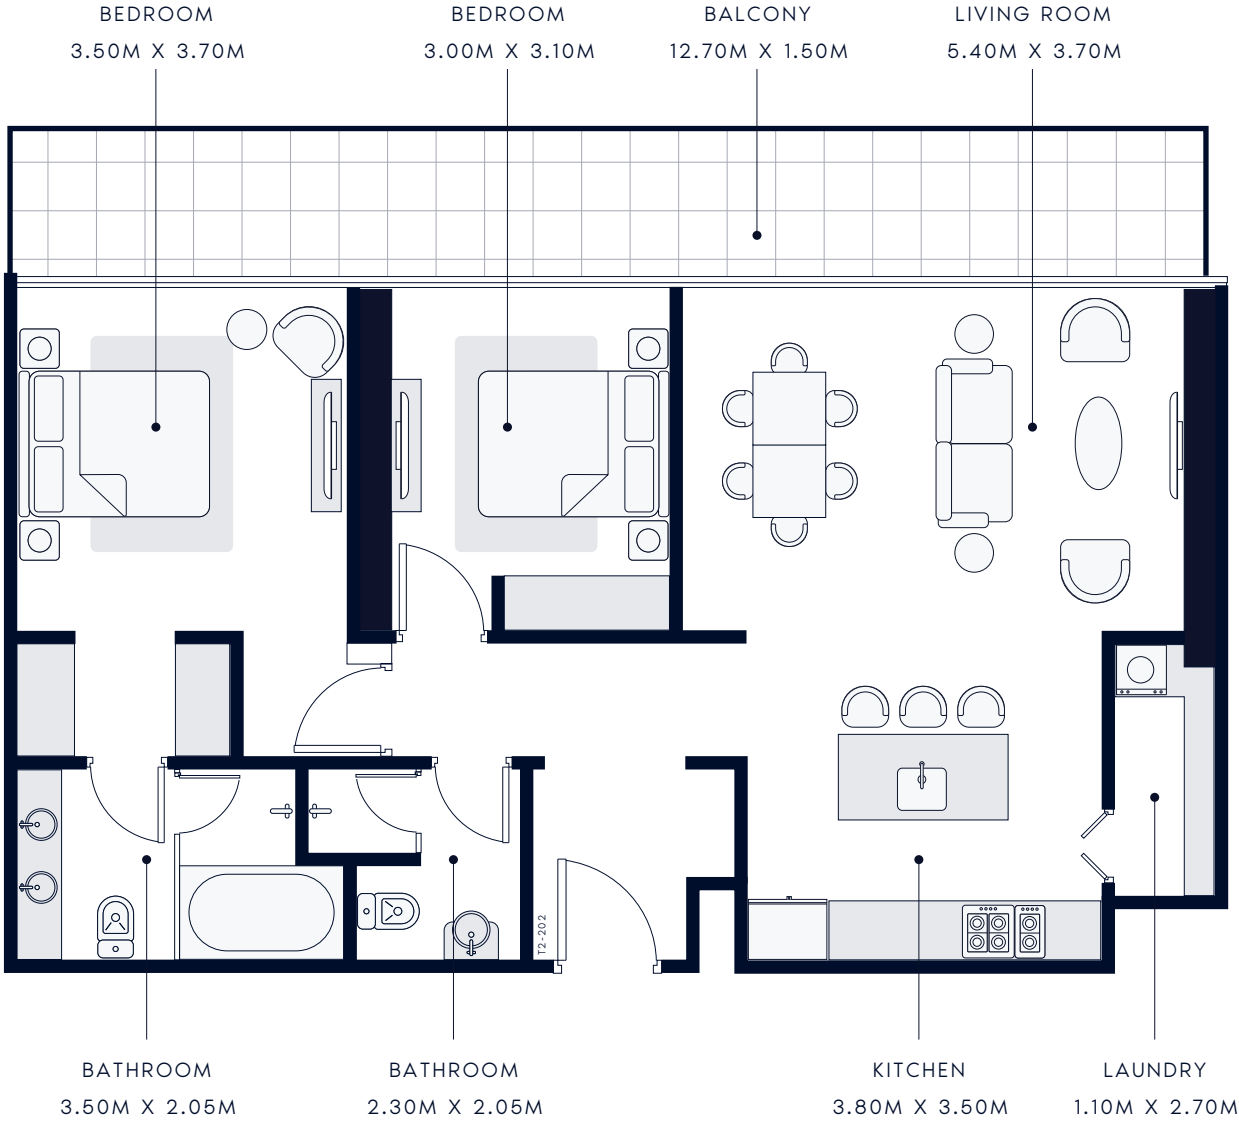 BEDROOM
3.50M X 3.70M
BEDROOM
3.00M X 3.10M
BALCONY
12.70M X 1.50M
LIVING ROOM
5.40M X 3.70M
T2-202
BATHROOM
3.50M X 2.05M
BATHROOM
2.30M X 2.05M
KITCHEN
3.80M X 3.50M
LAUNDRY
1.10M X 2.70M